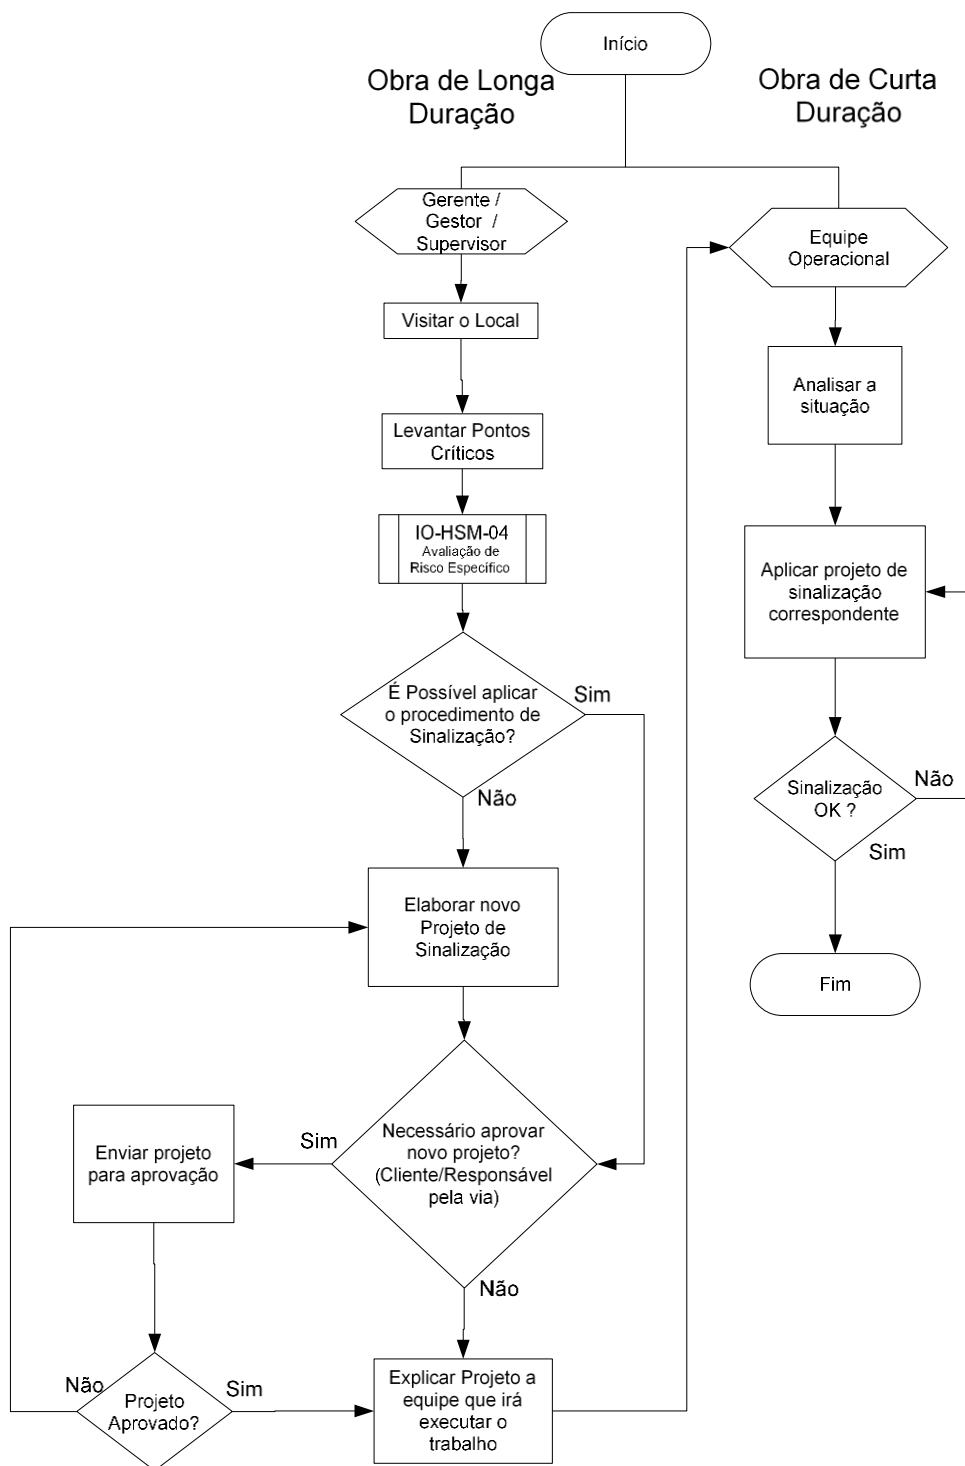 Início
Obra de Longa
Duração
Obra de Curta
Duração
Gerente /
Gestor /
Supervisor
Visitar o Local
Levantar Pontos
Críticos
IO-HSM-04
Avaliação de
Risco Específico
É Possível aplicar
o procedimento de
Sinalização?
Sim
Não
Elaborar novo
Projeto de
Sinalização
Necessário aprovar
novo projeto?
(Cliente/Responsável
pela via)
Sim
Não
Enviar projeto
para aprovação
Projeto
Aprovado?
Não
Sim
Explicar Projeto a
equipe que irá
executar o
trabalho
Equipe
Operacional
Analisar a
situação
Aplicar projeto de
sinalização
correspondente
Sinalização
OK ?
Não
Sim
Fim